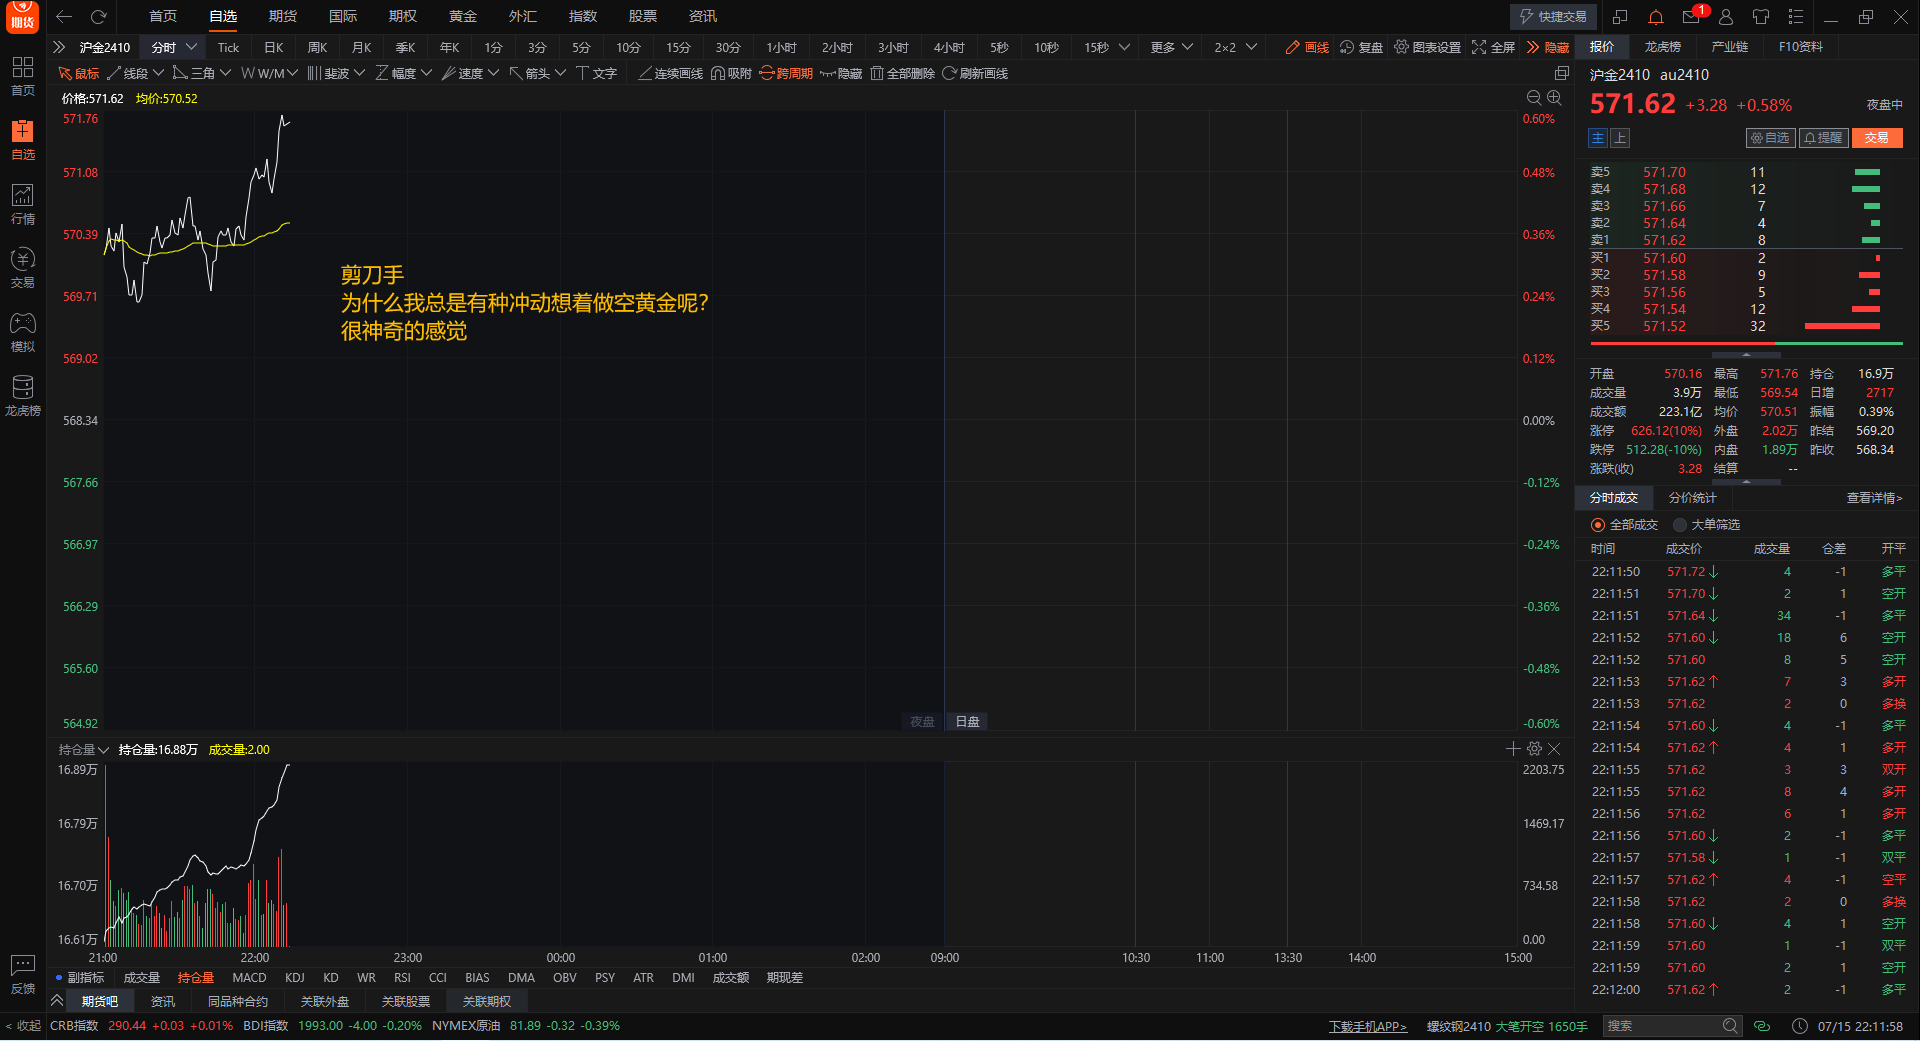 期货 首页 自选 期货 国际 期权 黄金 外汇 指数 股票 资讯 快捷交易 1
沪金2410 分时 Tick 日K 周K 月K 季K 年K 1分 3分 5分 10分 15分 30分 1小时 2小时 3小时 4小时 5秒 10秒 15秒 更多 2×2 画线 复盘 图表设置 全屏 隐藏
鼠标 线段 三角 W/M 斐波 幅度 速度 箭头 文字 连续画线 吸附 跨周期 隐藏 全部删除 刷新画线
首页
自选
行情
交易
模拟
龙虎榜
反馈
< 收起
价格:571.62 均价:570.52
571.76 0.60%
571.08 0.48%
570.39 0.36%
569.71 0.24%
569.02 0.12%
568.34 0.00%
567.66 -0.12%
566.97 -0.24%
566.29 -0.36%
565.60 -0.48%
564.92 -0.60%
剪刀手
为什么我总是有种冲动想着做空黄金呢?
很神奇的感觉
夜盘 日盘
持仓量 持仓量:16.88万 成交量:2.00
16.89万 2203.75
16.79万 1469.17
16.70万 734.58
16.61万 0.00
21:00 22:00 23:00 00:00 01:00 02:00 09:00 10:30 11:00 13:30 14:00 15:00
副指标 成交量 持仓量 MACD KDJ KD WR RSI CCI BIAS DMA OBV PSY ATR DMI 成交额 期现差
期货吧 资讯 同品种合约 关联外盘 关联股票 关联期权
报价 龙虎榜 产业链 F10资料
沪金2410 au2410
571.62 +3.28 +0.58% 夜盘中
主 上 自选 提醒 交易
卖5 571.70 11
卖4 571.68 12
卖3 571.66 7
卖2 571.64 4
卖1 571.62 8
买1 571.60 2
买2 571.58 9
买3 571.56 5
买4 571.54 12
买5 571.52 32
开盘 570.16 最高 571.76 持仓 16.9万
成交量 3.9万 最低 569.54 日增 2717
成交额 223.1亿 均价 570.51 振幅 0.39%
涨停 626.12(10%) 外盘 2.02万 昨结 569.20
跌停 512.28(-10%) 内盘 1.89万 昨收 568.34
涨跌(收) 3.28 结算 --
分时成交 分价统计 查看详情>
全部成交 大单筛选
时间 成交价 成交量 仓差 开平
22:11:50 571.72↓ 4 -1 多平
22:11:51 571.70↓ 2 1 空开
22:11:51 571.64↓ 34 -1 多平
22:11:52 571.60↓ 18 6 空开
22:11:52 571.60 8 5 空开
22:11:53 571.62↑ 7 3 多开
22:11:53 571.62 2 0 多换
22:11:54 571.60↓ 4 -1 多平
22:11:54 571.62↑ 4 1 多开
22:11:55 571.62 3 3 双开
22:11:55 571.62 8 4 多开
22:11:56 571.62 6 1 多开
22:11:56 571.60↓ 2 -1 多平
22:11:57 571.58↓ 1 -1 双平
22:11:57 571.62↑ 4 -1 空平
22:11:58 571.62 2 0 多换
22:11:58 571.60↓ 4 1 空开
22:11:59 571.60 1 -1 双平
22:11:59 571.60 2 1 空开
22:12:00 571.62↑ 2 -1 多平
CRB指数 290.44 +0.03 +0.01% BDI指数 1993.00 -4.00 -0.20% NYMEX原油 81.89 -0.32 -0.39% 下载手机APP> 螺纹钢2410 大笔开空 1650手 搜索 07/15 22:11:58